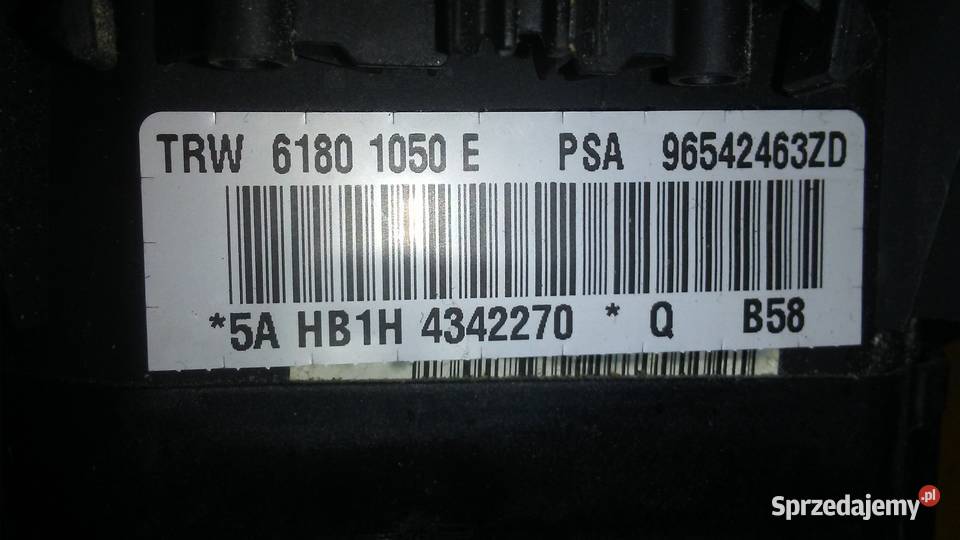 TRW 6180 1050 E PSA 96542463ZD
*5A HB1H 4342270 * Q B58
Sprzedajemy.pl